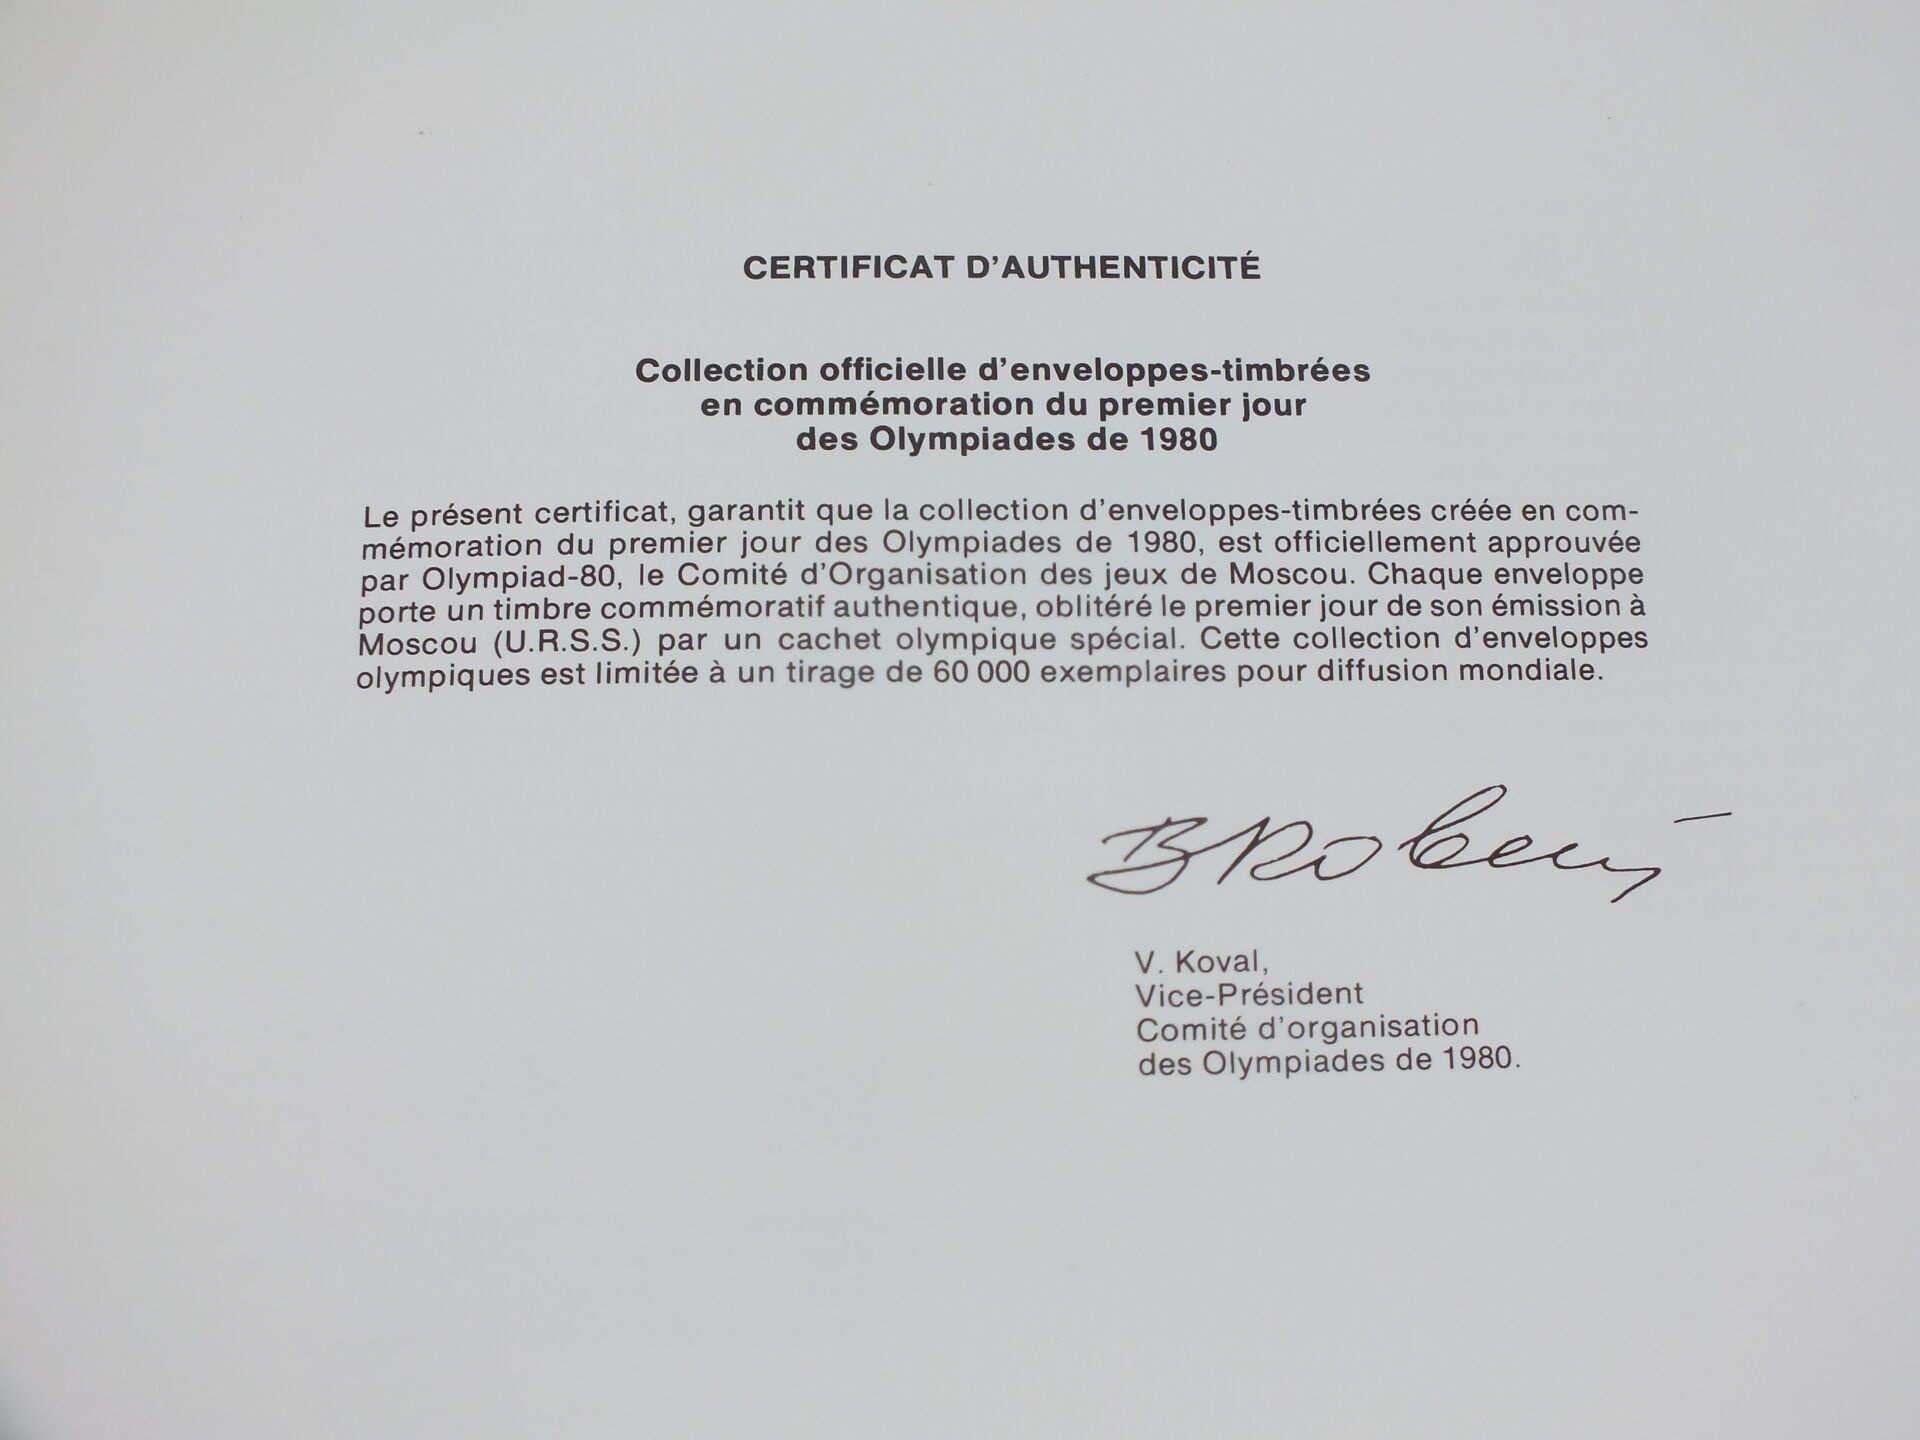 CERTIFICAT D'AUTHENTICITÉ
Collection officielle d'enveloppes-timbrées
en commémoration du premier jour
des Olympiades de 1980
Le présent certificat, garantit que la collection d'enveloppes-timbrées créée en com-
mémoration du premier jour des Olympiades de 1980, est officiellement approuvée
par Olympiad-80, le Comité d'Organisation des jeux de Moscou. Chaque enveloppe
porte un timbre commémoratif authentique, oblitéré le premier jour de son émission à
Moscou (U.R.S.S.) par un cachet olympique spécial. Cette collection d'enveloppes
olympiques est limitée à un tirage de 60 000 exemplaires pour diffusion mondiale.
V. Koval,
Vice-Président
Comité d'organisation
des Olympiades de 1980.